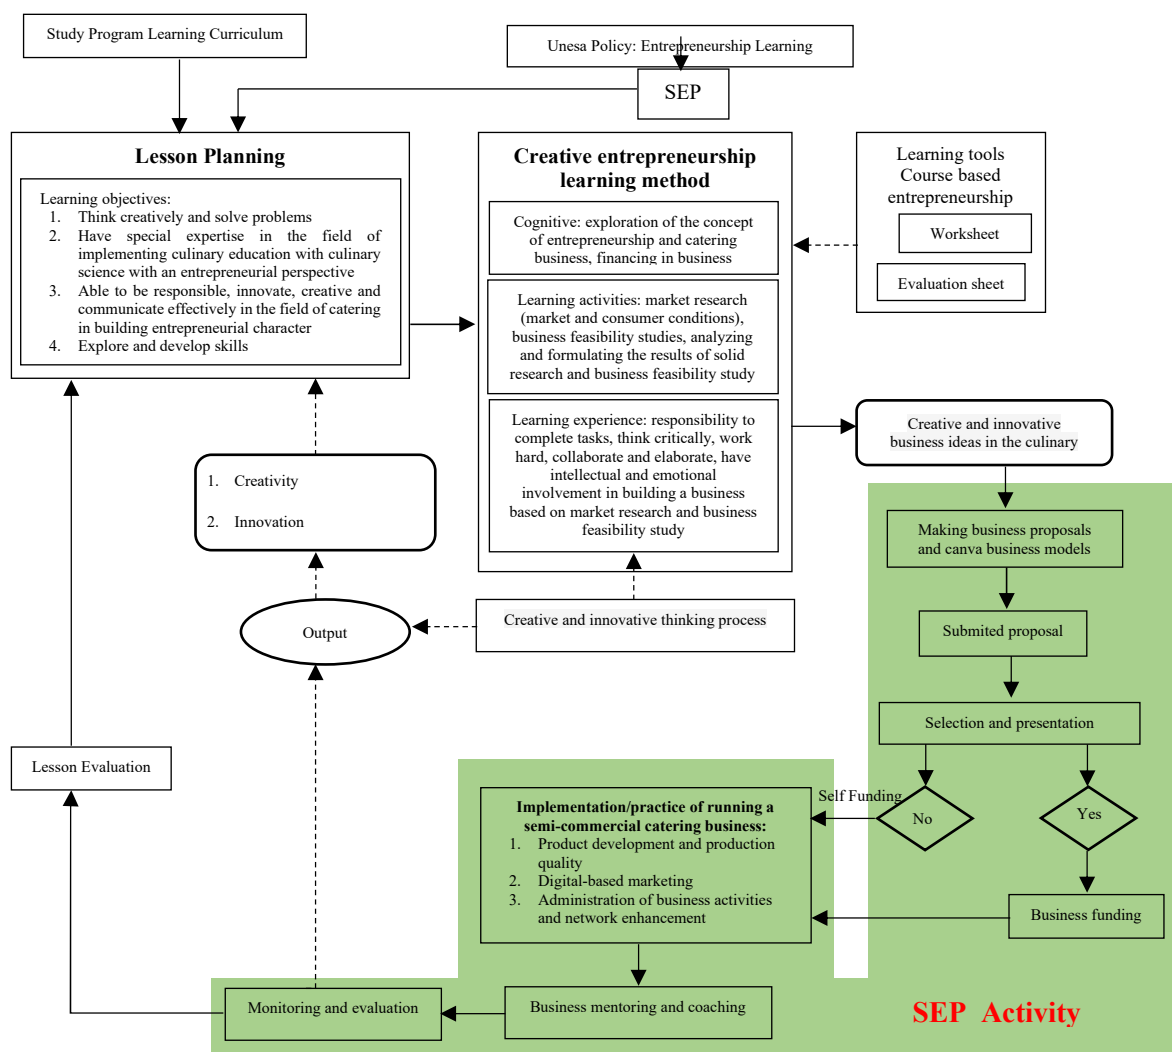 Study Program Learning Curriculum
Unesa Policy: Entrepreneurship Learning
SEP
Lesson Planning
Learning objectives:
1. Think creatively and solve problems
2. Have special expertise in the field of
implementing culinary education with culinary
science with an entrepreneurial perspective
3. Able to be responsible, innovate, creative and
communicate effectively in the field of catering
in building entrepreneurial character
4. Explore and develop skills
Creative entrepreneurship
learning method
Cognitive: exploration of the concept
of entrepreneurship and catering
business, financing in business
Learning activities: market research
(market and consumer conditions),
business feasibility studies, analyzing
and formulating the results of solid
research and business feasibility study
Learning experience: responsibility to
complete tasks, think critically, work
hard, collaborate and elaborate, have
intellectual and emotional
involvement in building a business
based on market research and business
feasibility study
Learning tools
Course based
entrepreneurship
Worksheet
Evaluation sheet
Creative and innovative
business ideas in the culinary
1. Creativity
2. Innovation
Output
Creative and innovative thinking process
Making business proposals
and canva business models
Submited proposal
Selection and presentation
No
Yes
Self Funding
Business funding
Lesson Evaluation
Implementation/practice of running a
semi-commercial catering business:
1. Product development and production
quality
2. Digital-based marketing
3. Administration of business activities
and network enhancement
Monitoring and evaluation
Business mentoring and coaching
SEP Activity